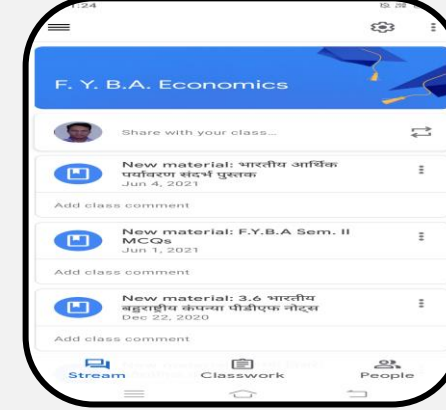 1:24
F. Y. B.A. Economics
Share with your class...
New material: भारतीय आर्थिक
पर्यावरण संदर्भ पुस्तक
Jun 4, 2021
Add class comment
New material: F.Y.B.A Sem. II
MCQs
Jun 1, 2021
Add class comment
New material: 3.6 भारतीय
बहुराष्ट्रीय कंपन्या पीडीएफ नोट्स
Dec 22, 2020
Add class comment
Stream Classwork People